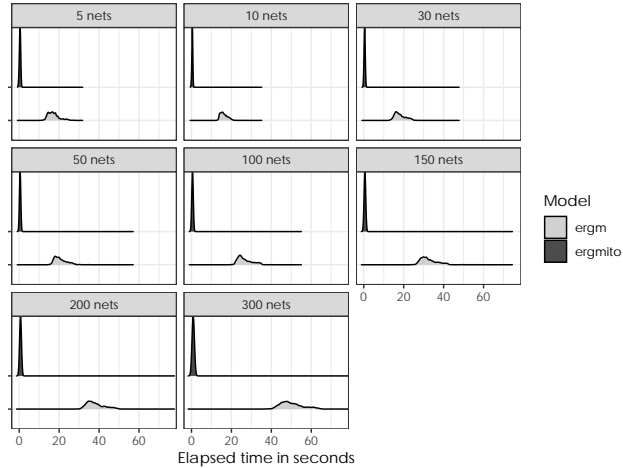 5 nets 10 nets 30 nets
50 nets 100 nets 150 nets
Model
ergm
ergmito
0 20 40 60
200 nets 300 nets
0 20 40 60 0 20 40 60
Elapsed time in seconds